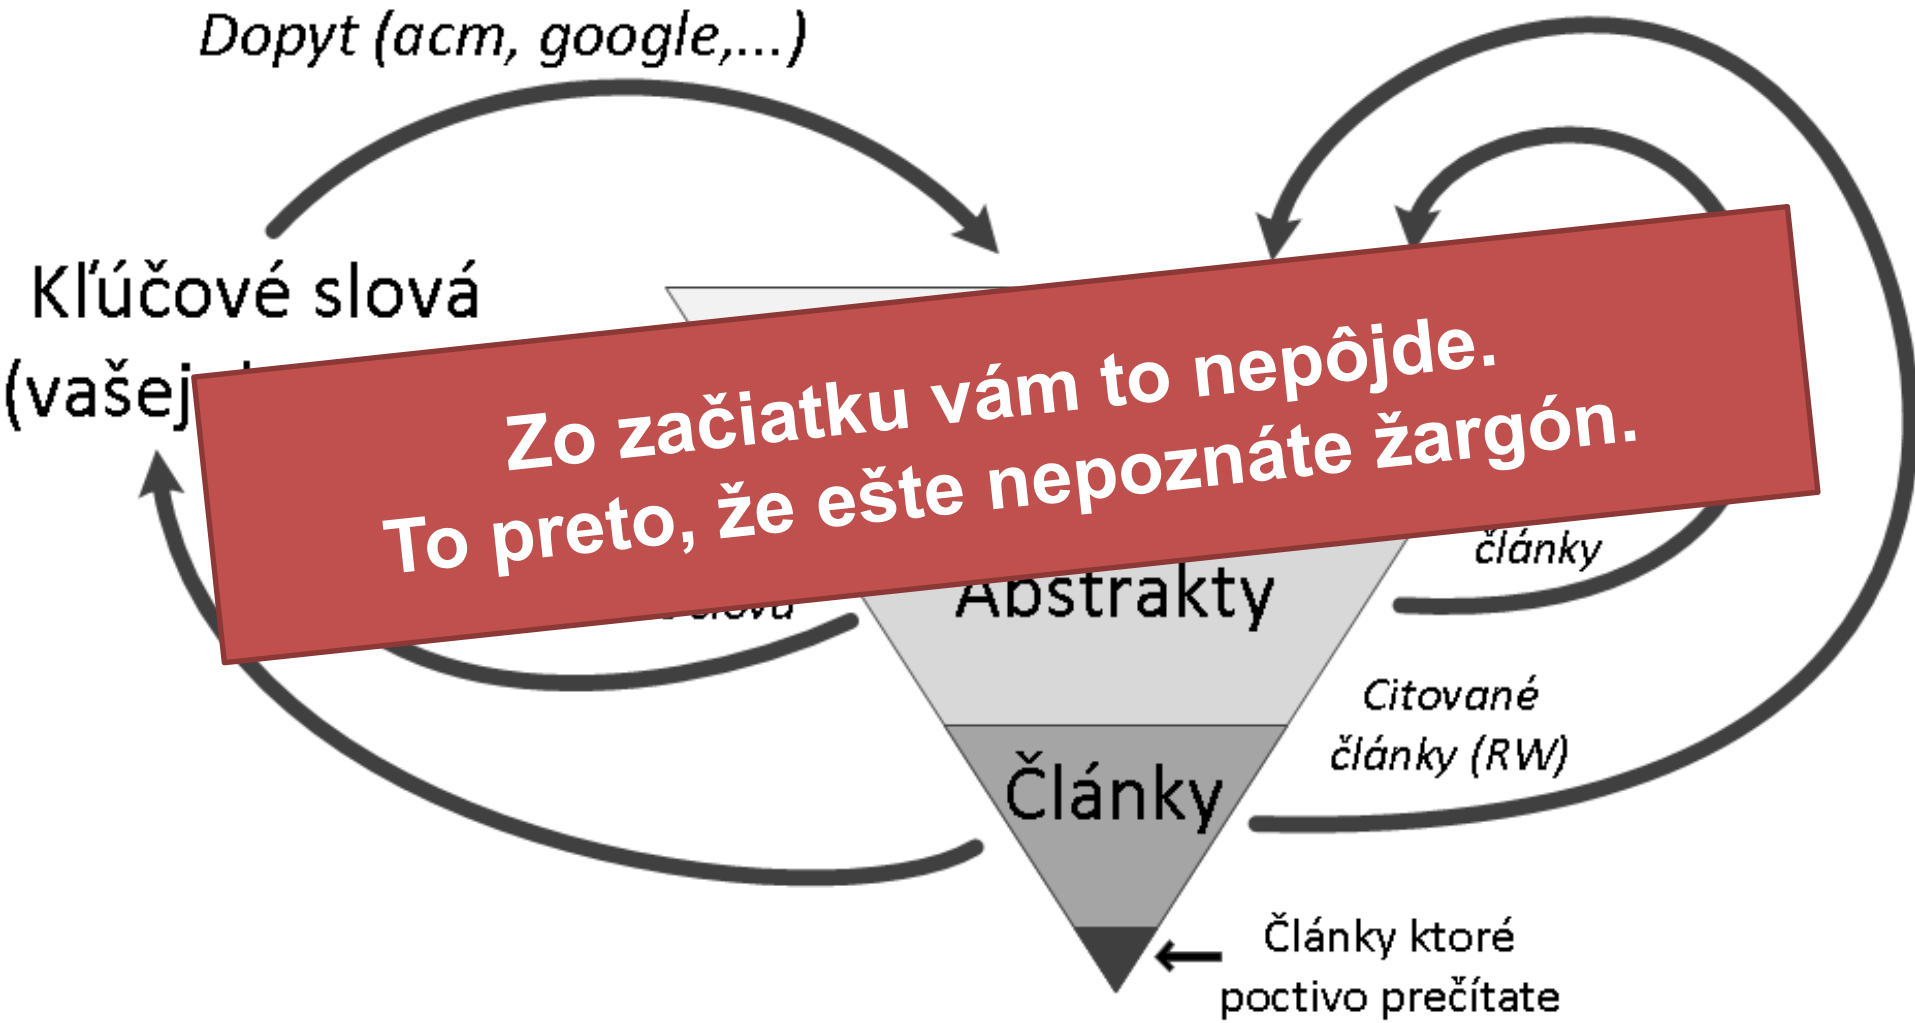 Dopyt (acm, google,...)
Kľúčové slová
(vašej
Zo začiatku vám to nepôjde.
To preto, že ešte nepoznáte žargón.
články
Abstrakty
Citované
články (RW)
Články
Články ktoré
poctivo prečítate